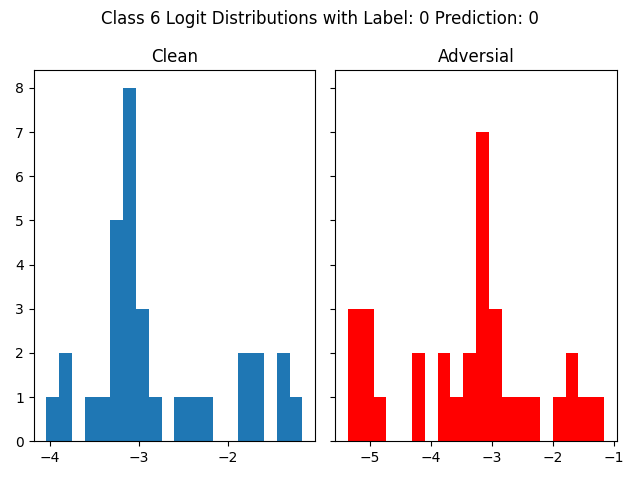 Class 6 Logit Distributions with Label: 0 Prediction: 0
Clean
Adversial
8
7
6
5
4
3
2
1
0
−4 −3 −2
−5 −4 −3 −2 −1